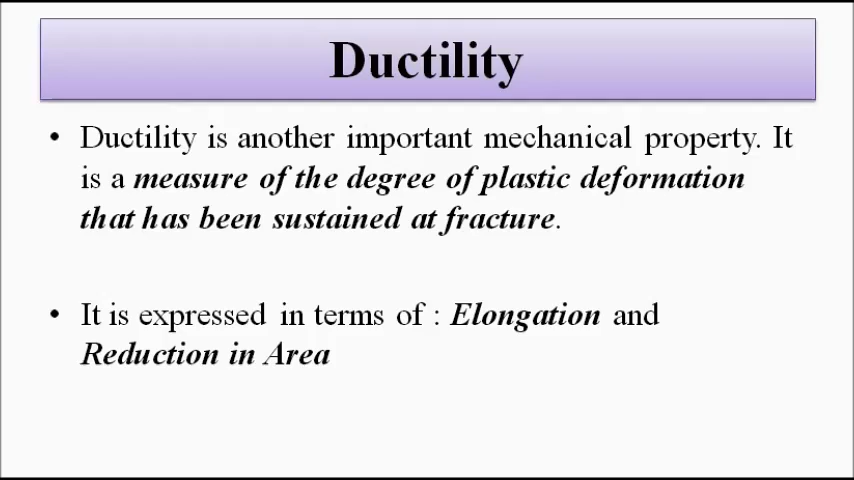 Ductility
• Ductility is another important mechanical property. It
is a measure of the degree of plastic deformation
that has been sustained at fracture.
• It is expressed in terms of : Elongation and
Reduction in Area